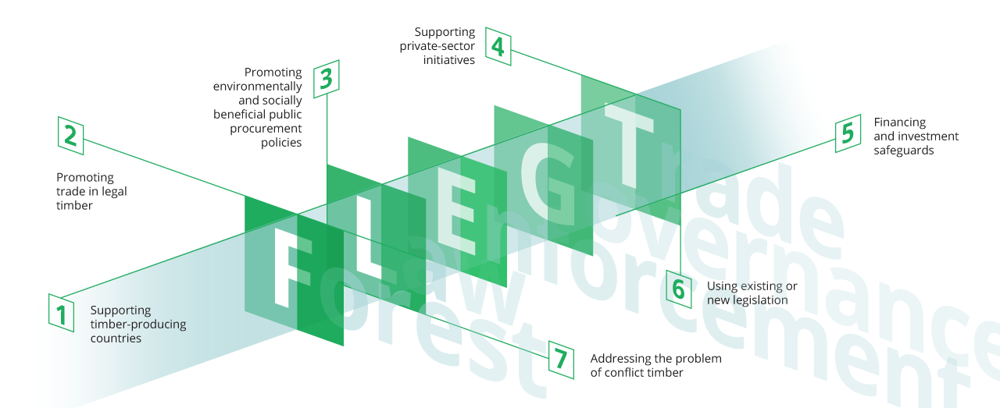 1
Supporting
timber-producing
countries
2
Promoting
trade in legal
timber
3
Promoting
environmentally
and socially
beneficial public
procurement
policies
4
Supporting
private-sector
initiatives
5
Financing
and investment
safeguards
6
Using existing or
new legislation
7
Addressing the problem
of conflict timber
Forest
Law
Enforcement
Governance
Trade